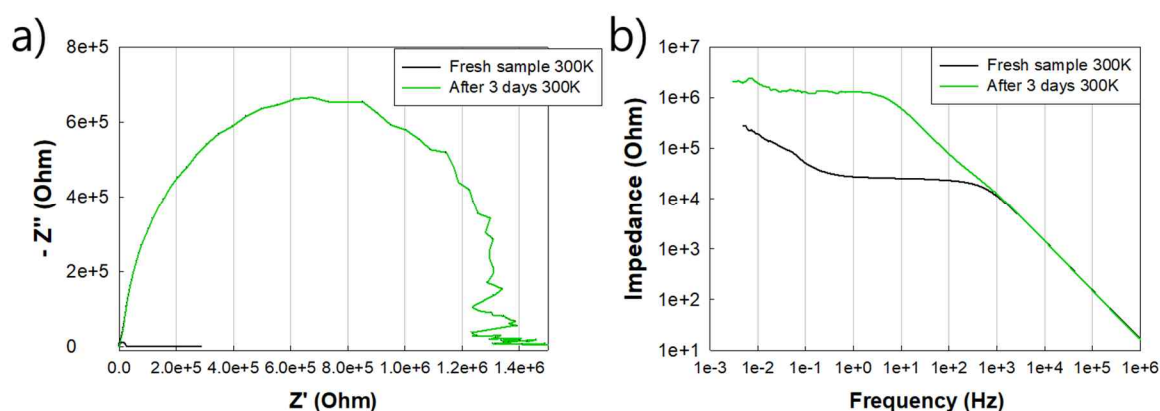 a)
8e+5
6e+5
4e+5
2e+5
0
- Z'' (Ohm)
Fresh sample 300K
After 3 days 300K
0.0
2.0e+5
4.0e+5
6.0e+5
8.0e+5
1.0e+6
1.2e+6
1.4e+6
Z' (Ohm)
b)
1e+7
1e+6
1e+5
1e+4
1e+3
1e+2
1e+1
Impedance (Ohm)
Fresh sample 300K
After 3 days 300K
1e-3
1e-2
1e-1
1e+0
1e+1
1e+2
1e+3
1e+4
1e+5
1e+6
Frequency (Hz)